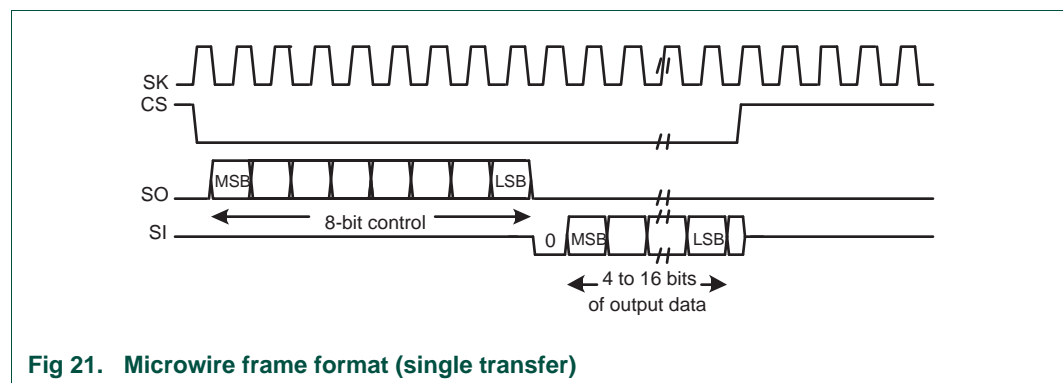 SK
CS
SO
MSB
LSB
8-bit control
SI
0
MSB
LSB
4 to 16 bits
of output data
Fig 21. Microwire frame format (single transfer)